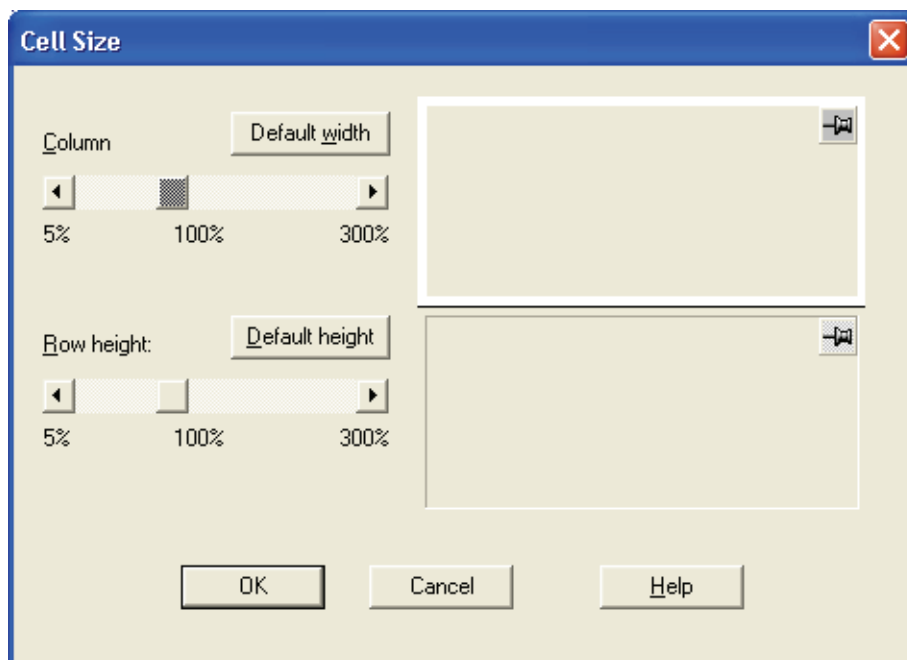 Cell Size
Column
Default width
5% 100% 300%
Row height:
Default height
5% 100% 300%
OK Cancel Help